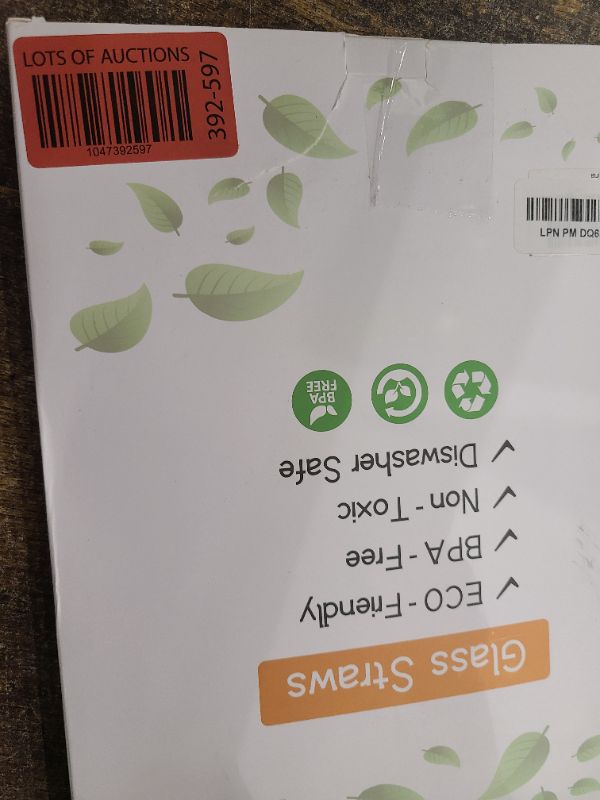 LOTS OF AUCTIONS
392-597
1047392597
LPN PM DQ6
Glass Straws
ECO-Friendly
BPA - Free
Non - Toxic
Diswasher Safe
BPA
FREE